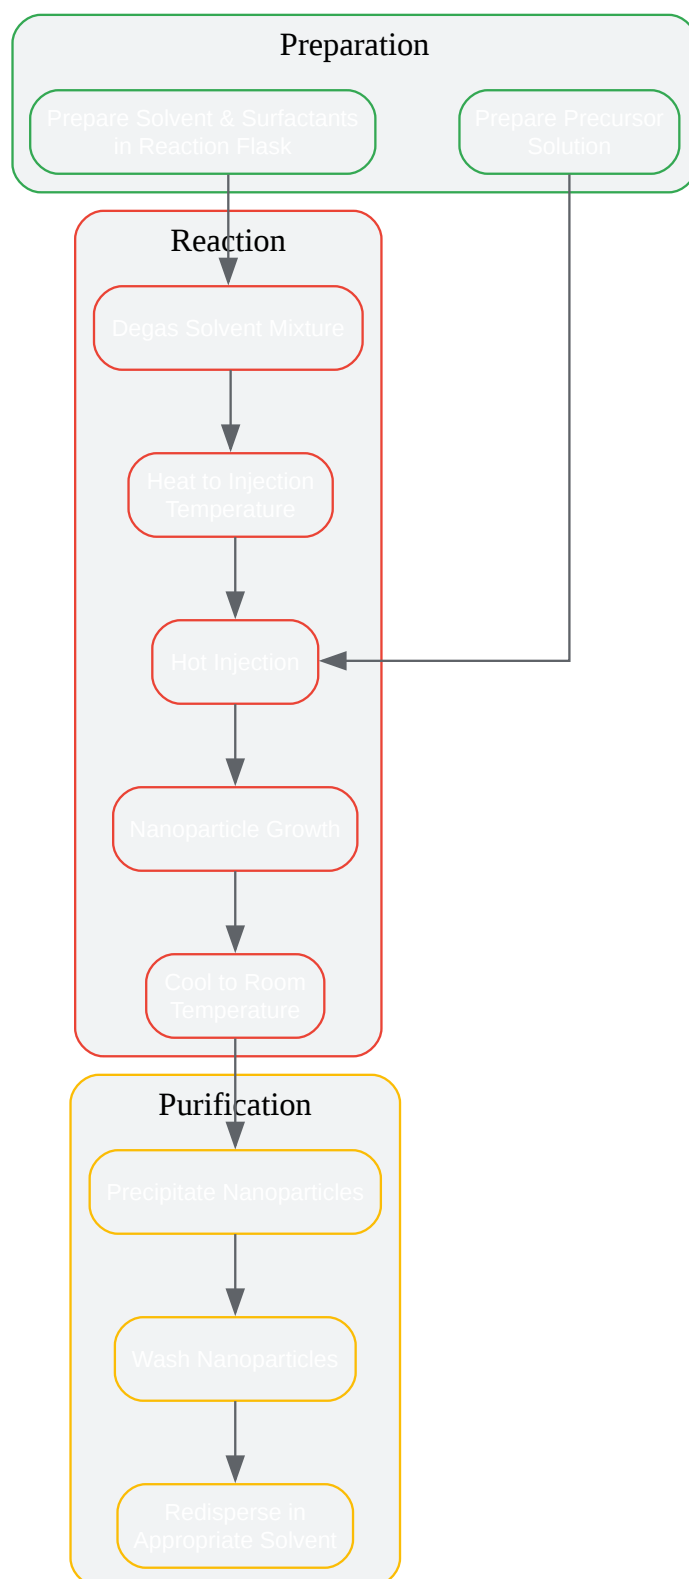 Preparation
Prepare Solvent & Surfactants
in Reaction Flask
Prepare Precursor
Solution
Reaction
Degas Solvent Mixture
Heat to Injection
Temperature
Hot Injection
Nanoparticle Growth
Cool to Room
Temperature
Purification
Precipitate Nanoparticles
Wash Nanoparticles
Redisperse in
Appropriate Solvent